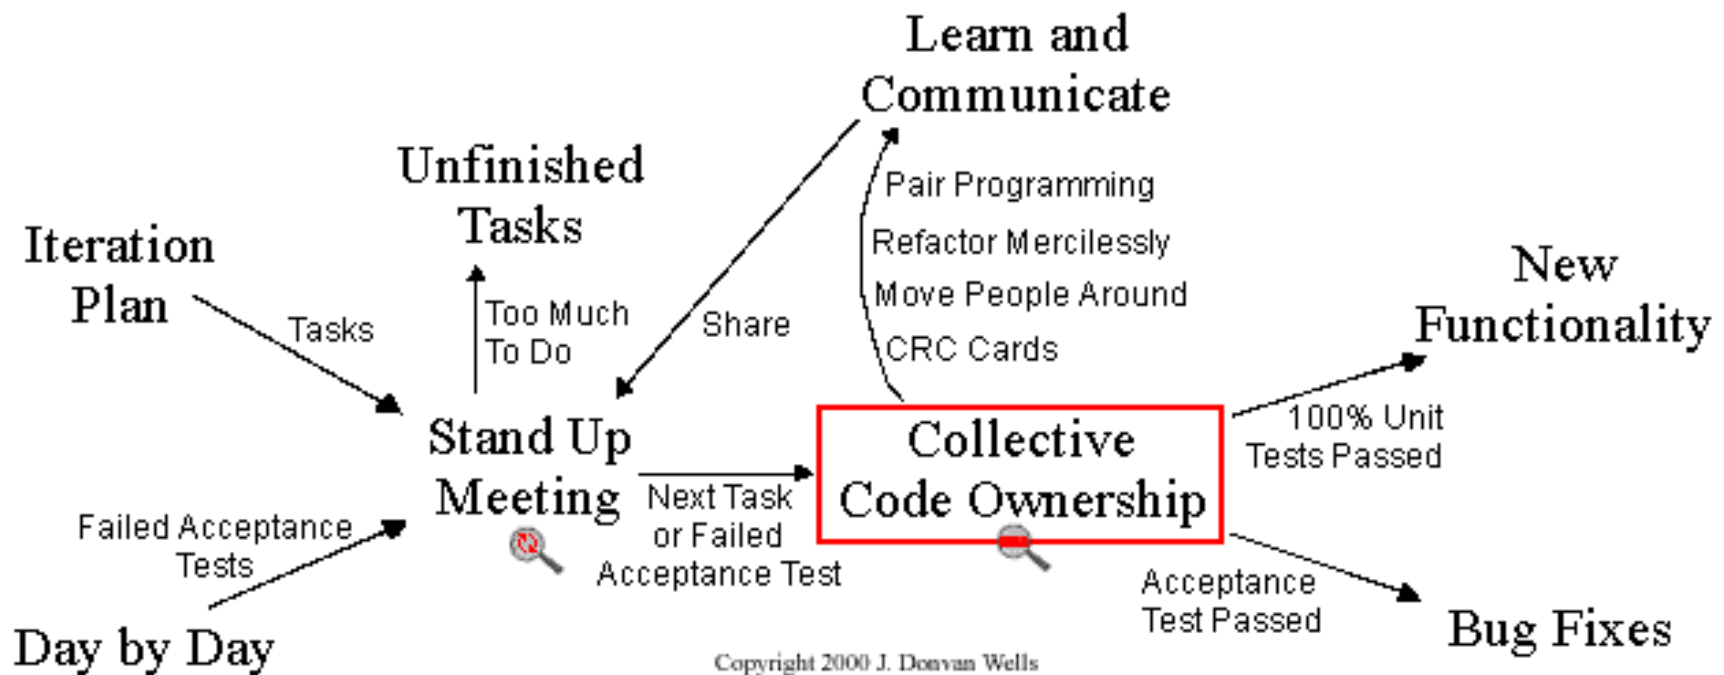 Learn and
Communicate
Unfinished
Tasks
Pair Programming
Refactor Mercilessly
Move People Around
CRC Cards
Iteration
Plan
Tasks
Too Much
To Do
Share
New
Functionality
Stand Up
Meeting
Next Task
or Failed
Acceptance Test
Collective
Code Ownership
100% Unit
Tests Passed
Failed Acceptance
Tests
Day by Day
Acceptance
Test Passed
Bug Fixes
Copyright 2000 J. Donvan Wells